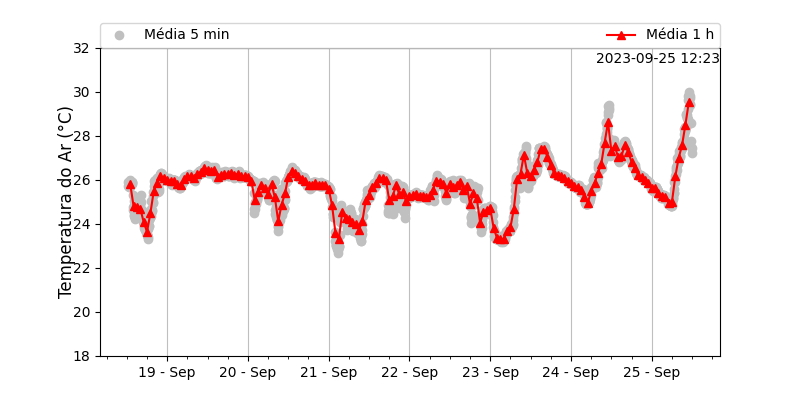 Média 5 min
Média 1 h
2023-09-25 12:23
Temperatura do Ar (°C)
32
30
28
26
24
22
20
18
19 - Sep
20 - Sep
21 - Sep
22 - Sep
23 - Sep
24 - Sep
25 - Sep